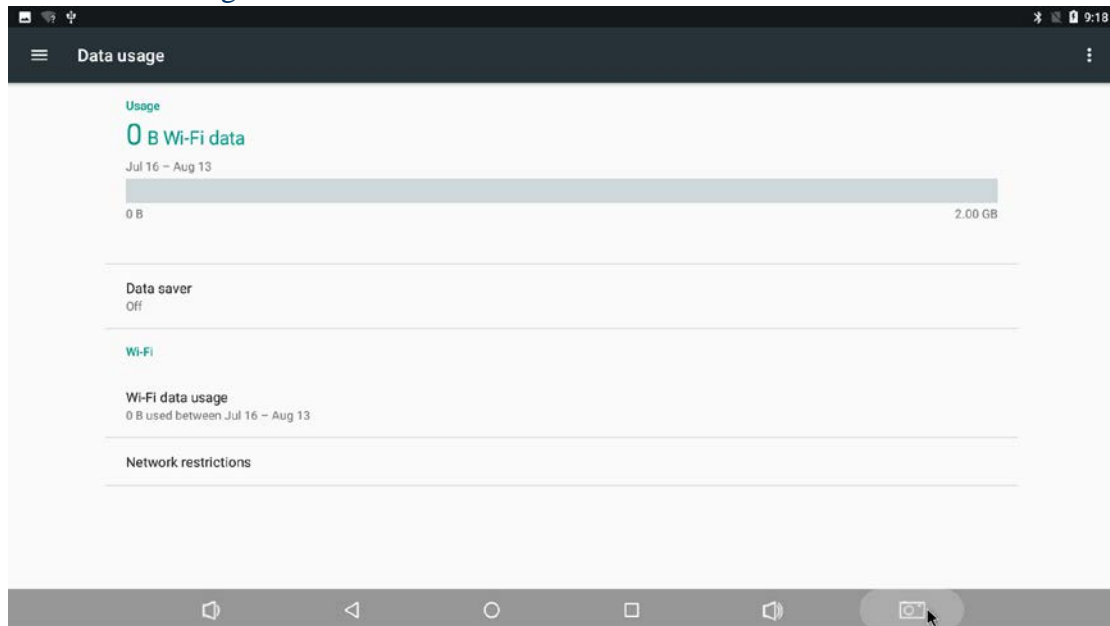 9:18
Data usage
Usage
0 B Wi-Fi data
Jul 16 – Aug 13
0 B
2.00 GB
Data saver
Off
Wi-Fi
Wi-Fi data usage
0 B used between Jul 16 – Aug 13
Network restrictions